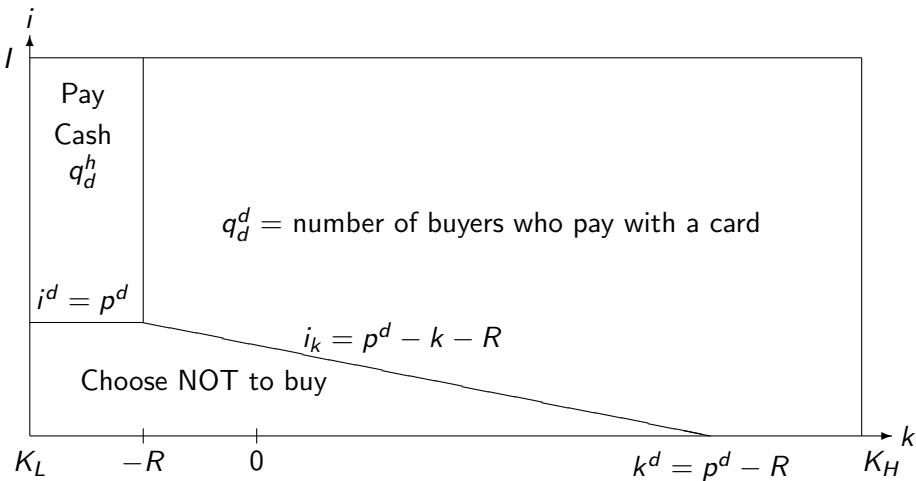 i
I
Pay
Cash
q_d^h
q_d^d = number of buyers who pay with a card
i^d = p^d
i_k = p^d − k − R
Choose NOT to buy
k
K_L
−R
0
k^d = p^d − R
K_H